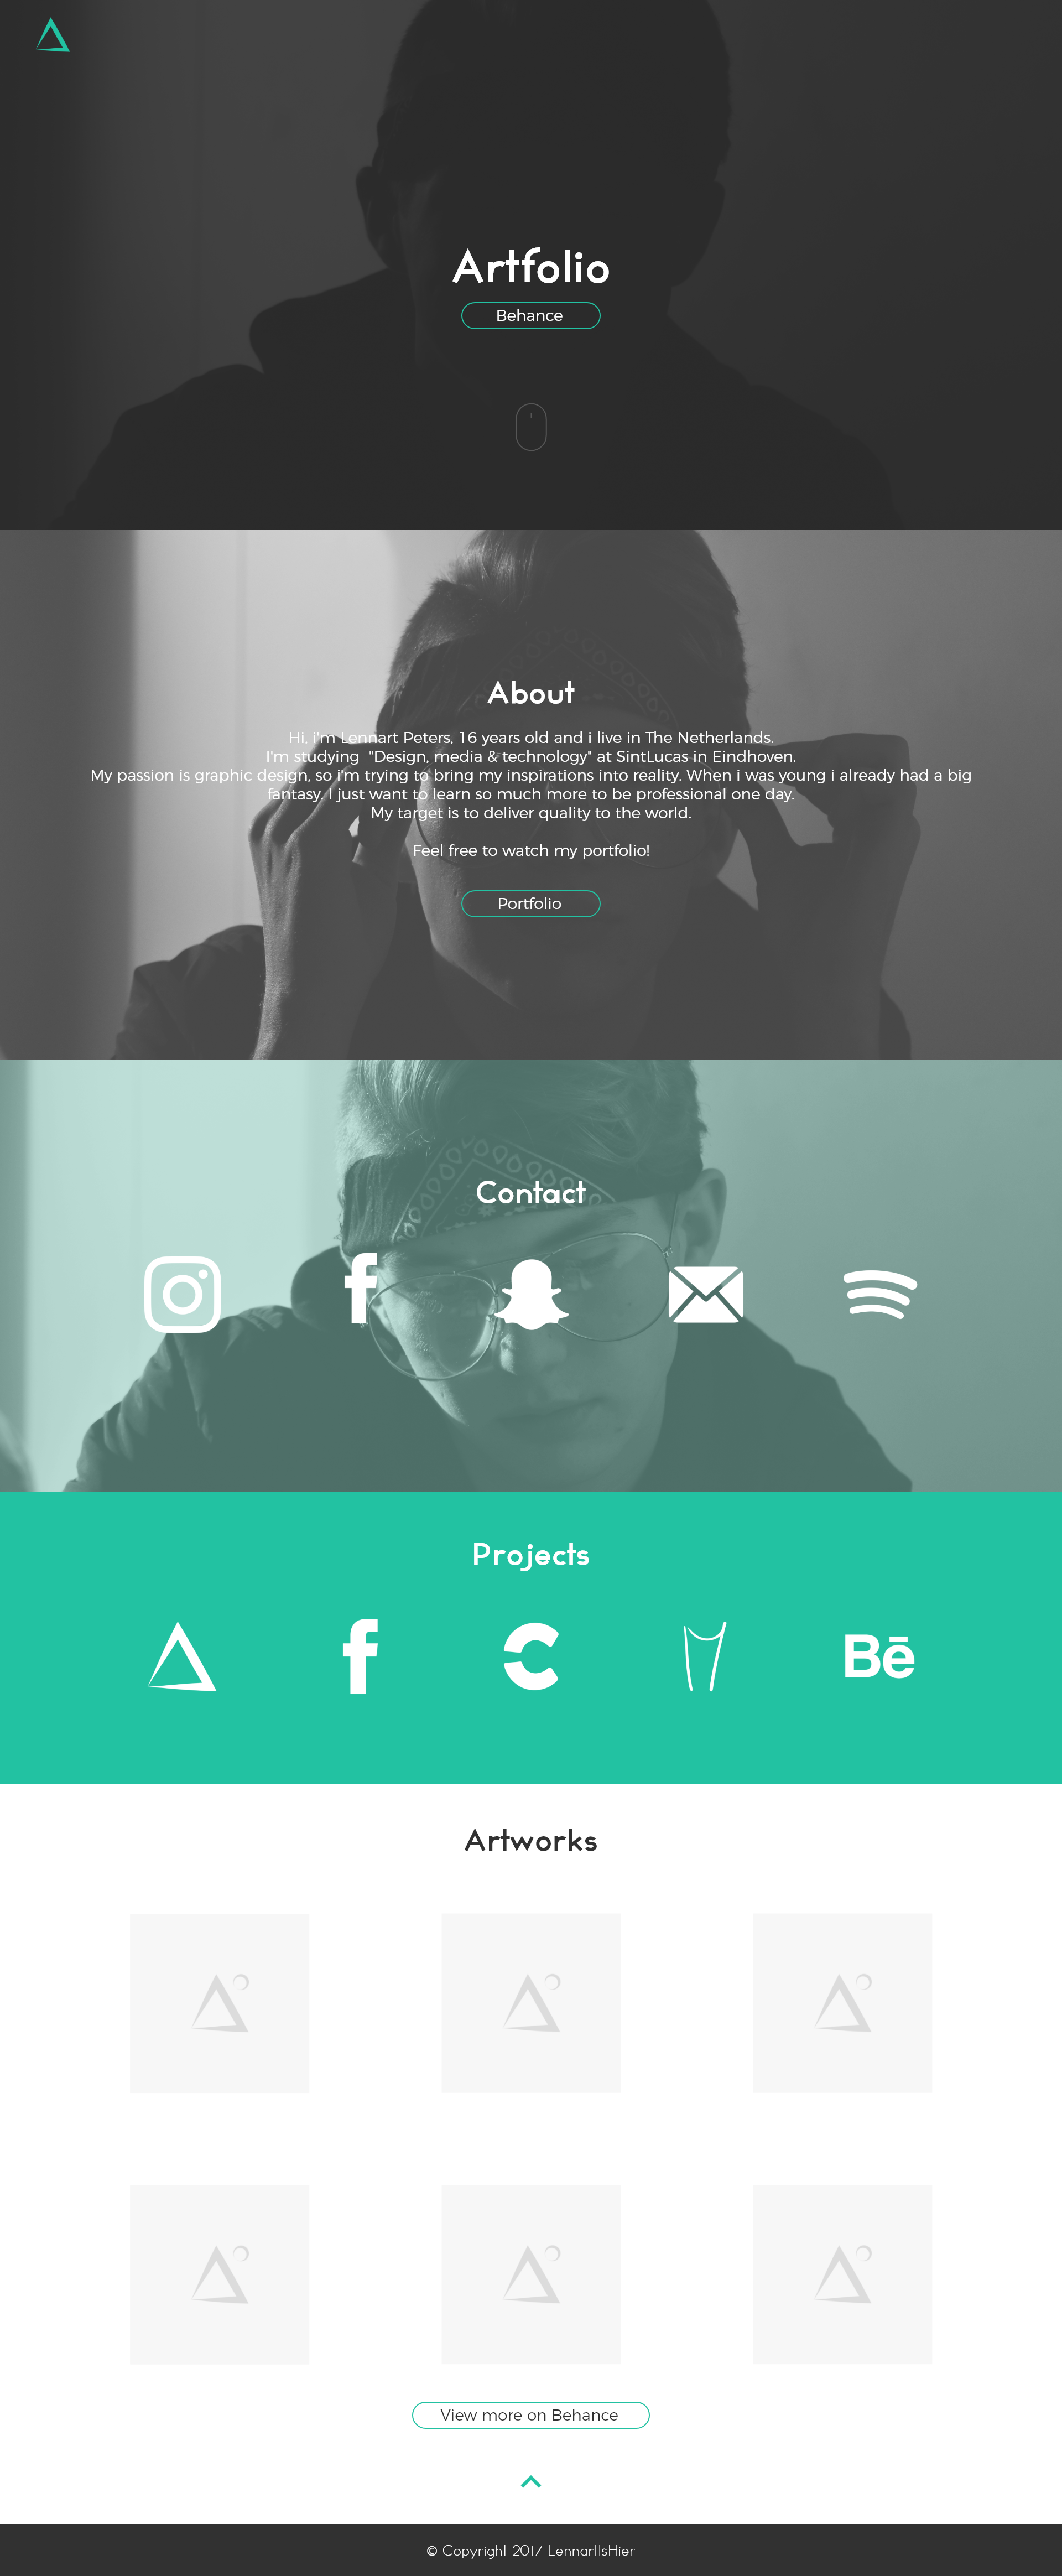 Artfolio
Behance
About
Hi, i'm Lennart Peters, 16 years old and i live in The Netherlands.
I'm studying  "Design, media & technology" at SintLucas in Eindhoven.
My passion is graphic design, so i'm trying to bring my inspirations into reality. When i was young i already had a big
fantasy. I just want to learn so much more to be professional one day.
My target is to deliver quality to the world.
Feel free to watch my portfolio!
Portfolio
Contact
f
Projects
f
C
Bē
Artworks
View more on Behance
© Copyright 2017 LennartIsHier